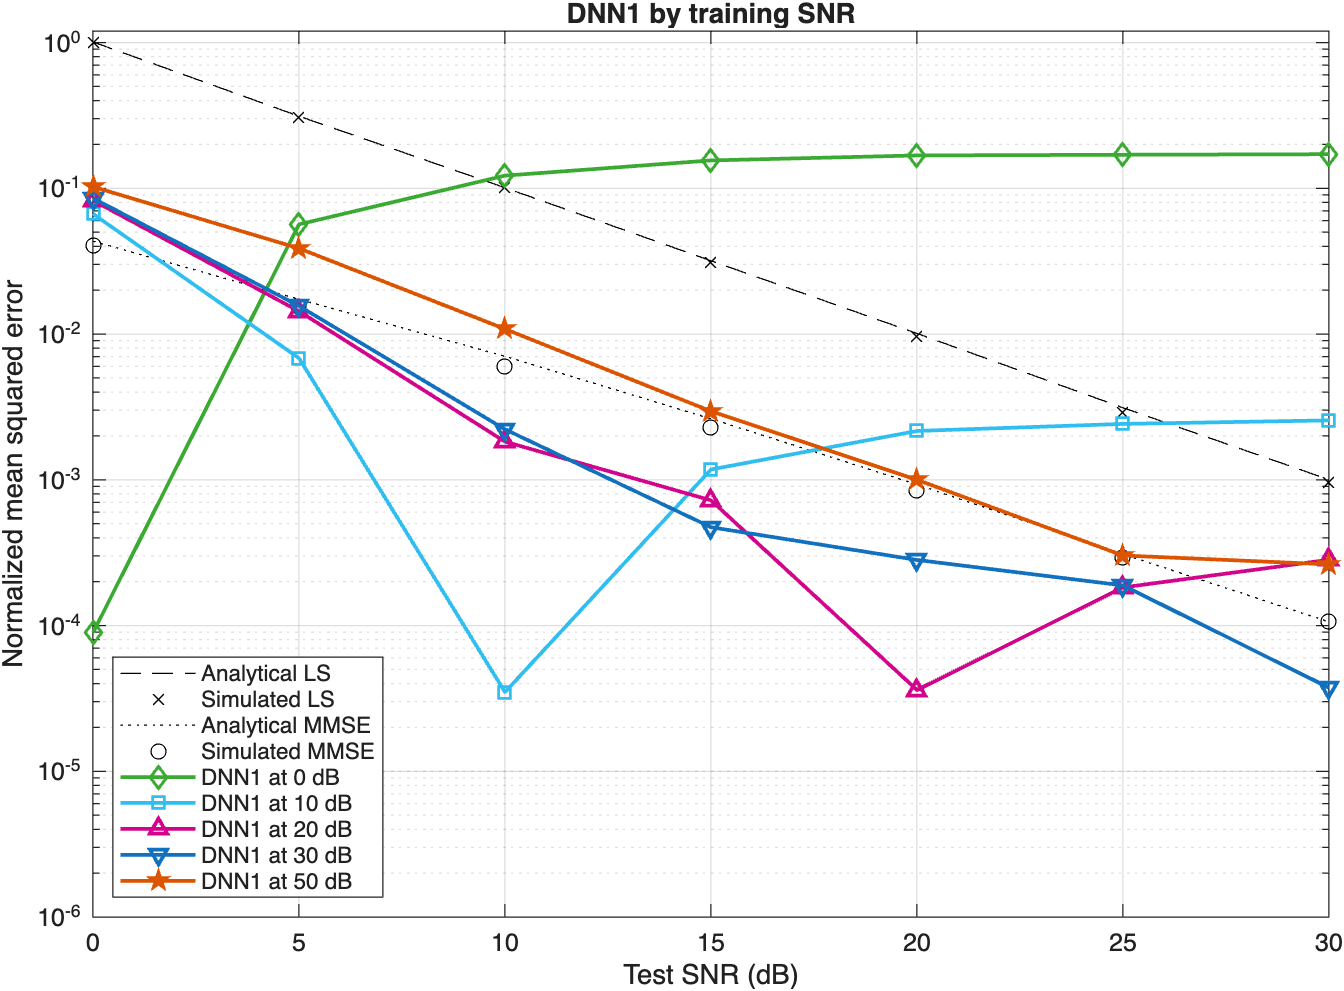 DNN1 by training SNR
Normalized mean squared error
10^0
10^-1
10^-2
10^-3
10^-4
10^-5
10^-6
Analytical LS
Simulated LS
Analytical MMSE
Simulated MMSE
DNN1 at 0 dB
DNN1 at 10 dB
DNN1 at 20 dB
DNN1 at 30 dB
DNN1 at 50 dB
0 5 10 15 20 25 30
Test SNR (dB)